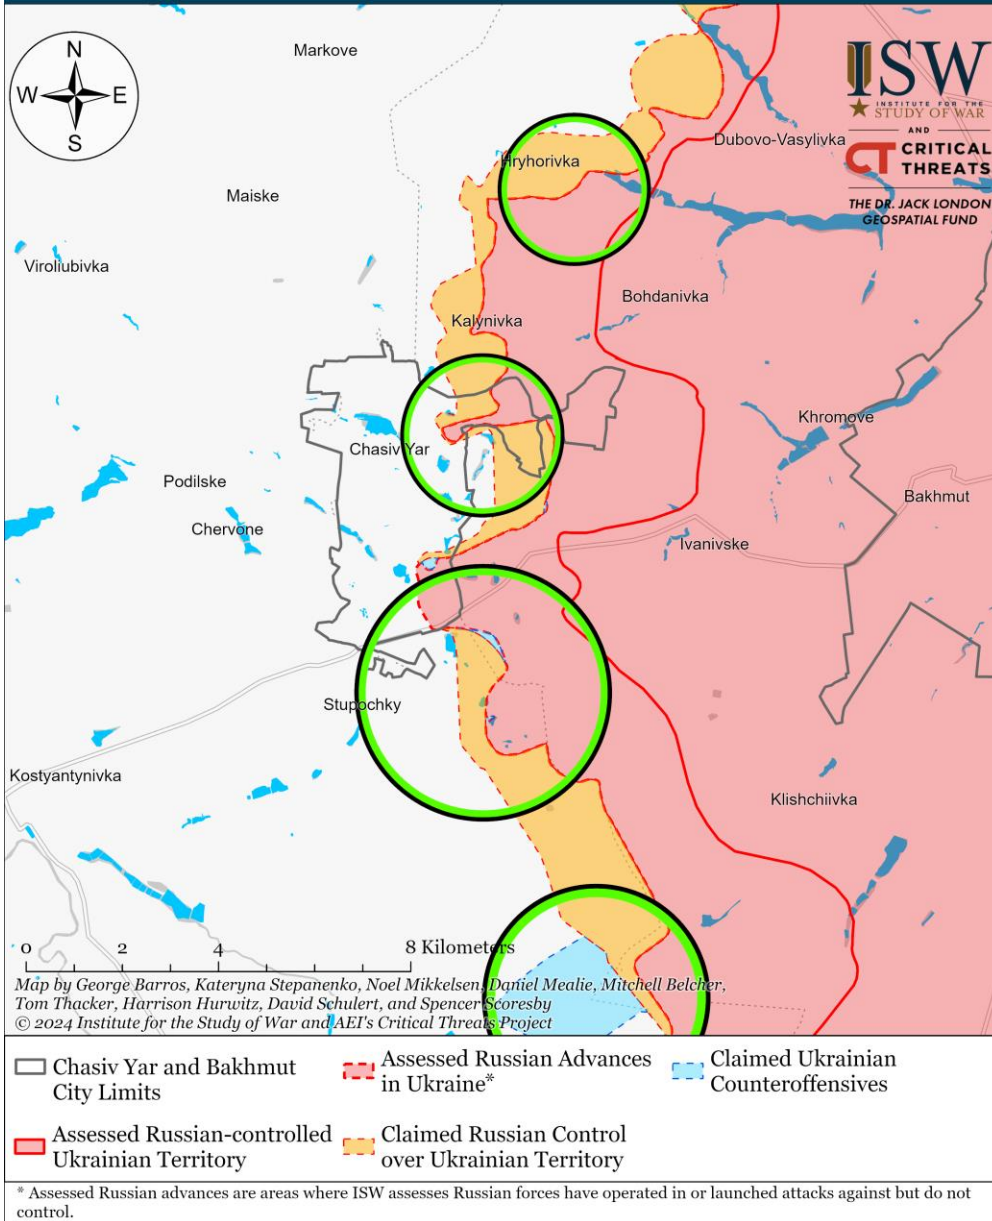 N
W
E
S
Markove
ISW
INSTITUTE FOR THE
STUDY OF WAR
AND
CT CRITICAL
THREATS
THE DR. JACK LONDON
GEOSPATIAL FUND
Dubovo-Vasylivka
Hryhorivka
Maiske
Viroliubivka
Bohdanivka
Kalynivka
Khromove
Chasiv Yar
Podilske
Bakhmut
Chervone
Ivanivske
Stupochky
Kostyantynivka
Klishchiivka
0 2 4 8 Kilometers
Map by George Barros, Kateryna Stepanenko, Noel Mikkelsen, Daniel Mealie, Mitchell Belcher,
Tom Thacker, Harrison Hurwitz, David Schulert, and Spencer Scoresby
© 2024 Institute for the Study of War and AEI's Critical Threats Project
Chasiv Yar and Bakhmut
City Limits
Assessed Russian Advances
in Ukraine*
Claimed Ukrainian
Counteroffensives
Assessed Russian-controlled
Ukrainian Territory
Claimed Russian Control
over Ukrainian Territory
* Assessed Russian advances are areas where ISW assesses Russian forces have operated in or launched attacks against but do not
control.